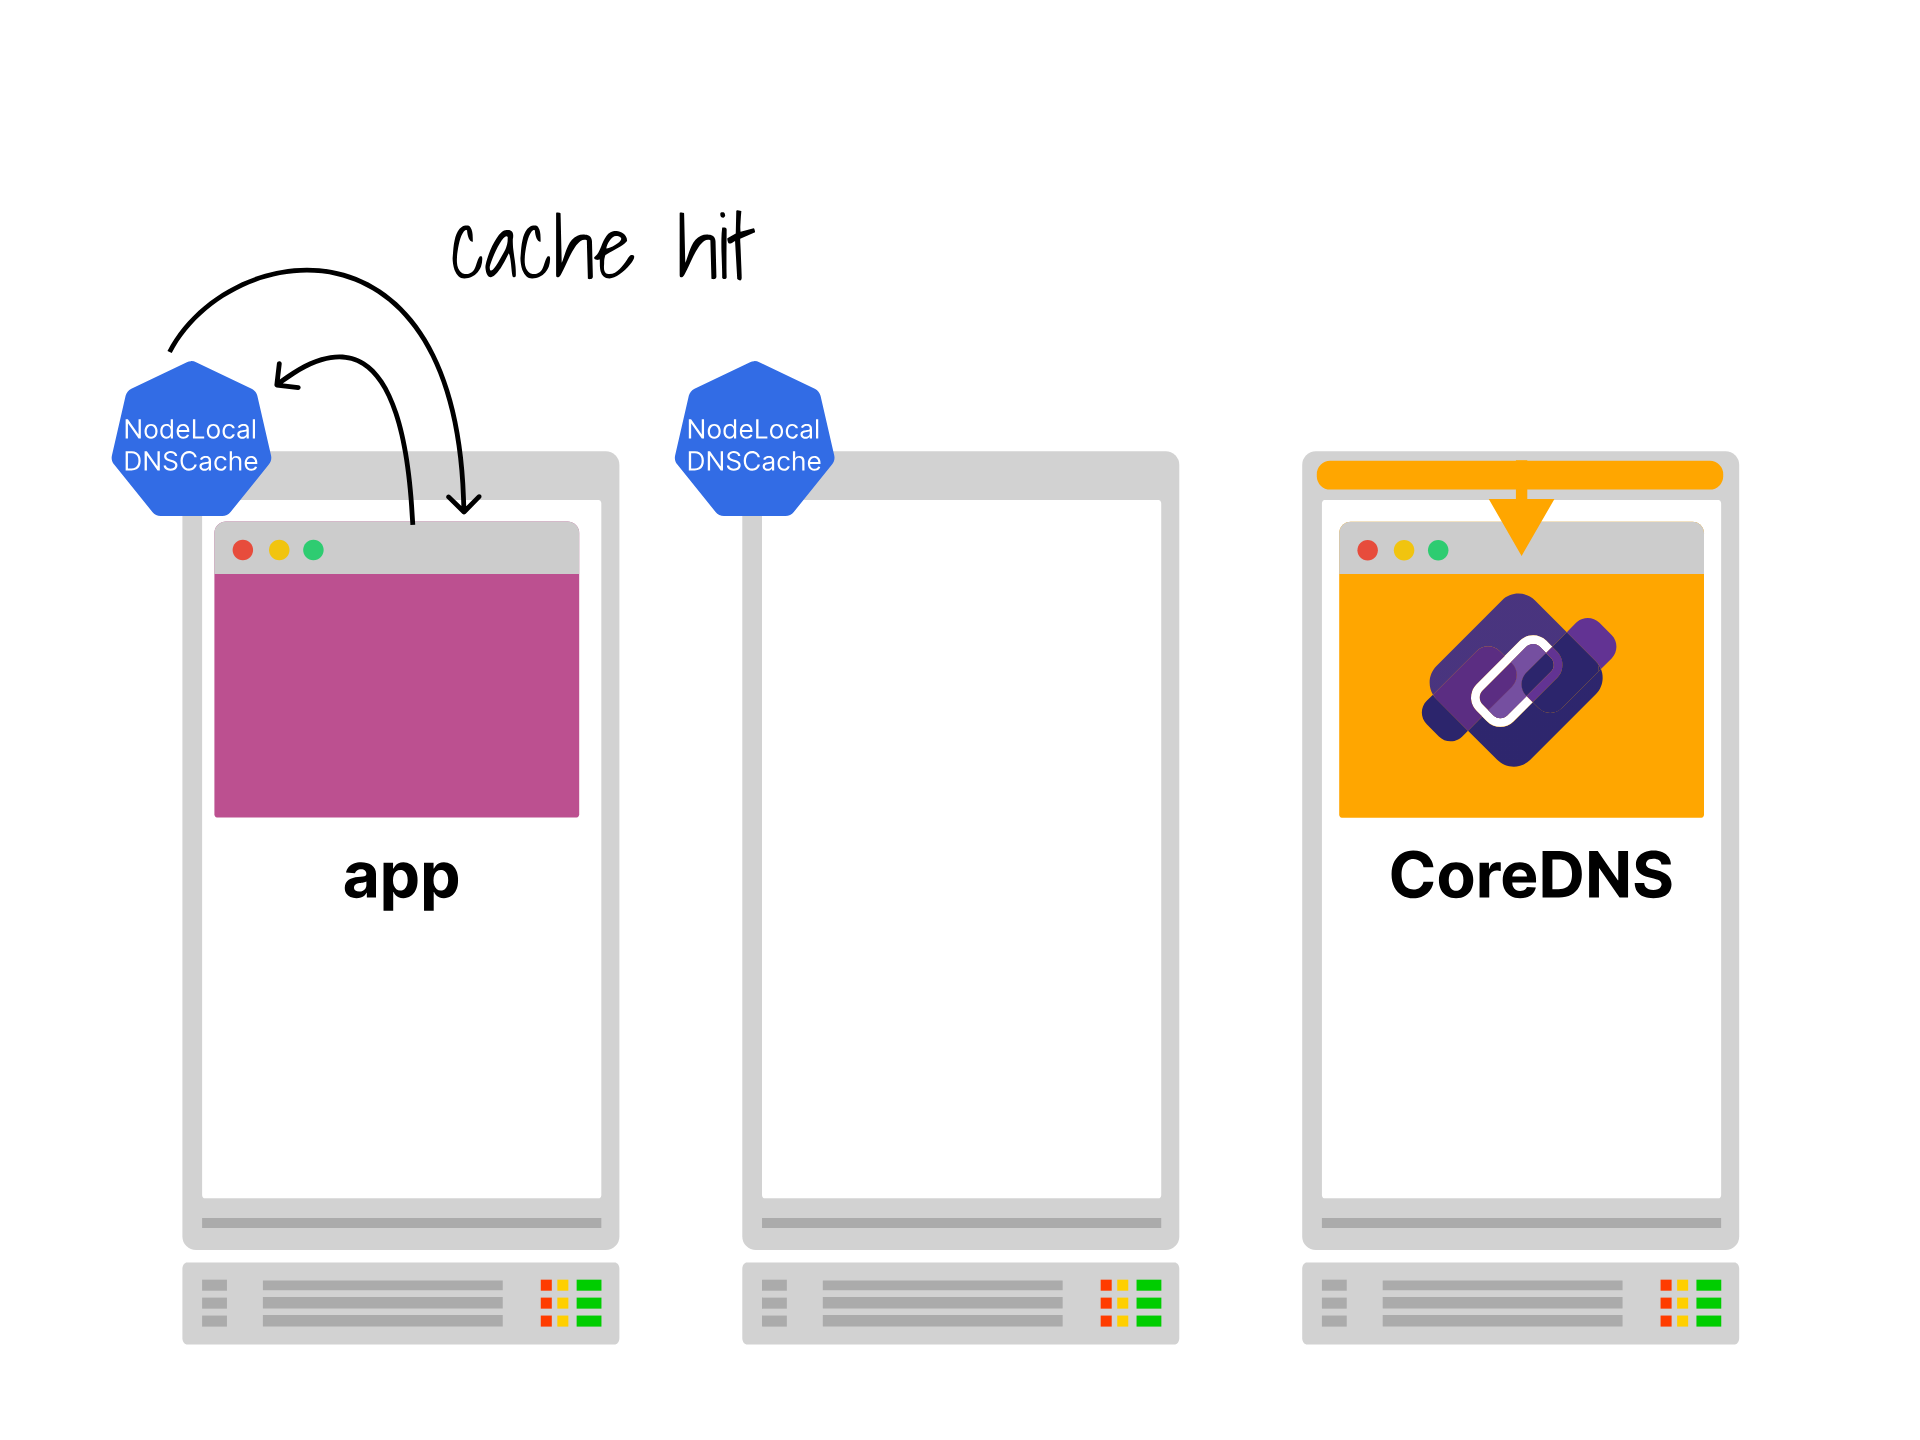 cache hit
NodeLocal
DNSCache
NodeLocal
DNSCache
app
CoreDNS